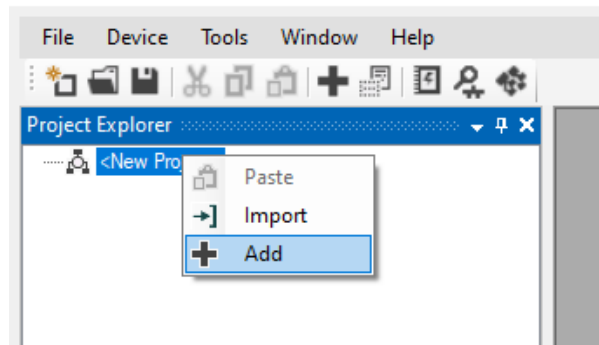 File Device Tools Window Help
Project Explorer
<New Pro
Paste
Import
Add